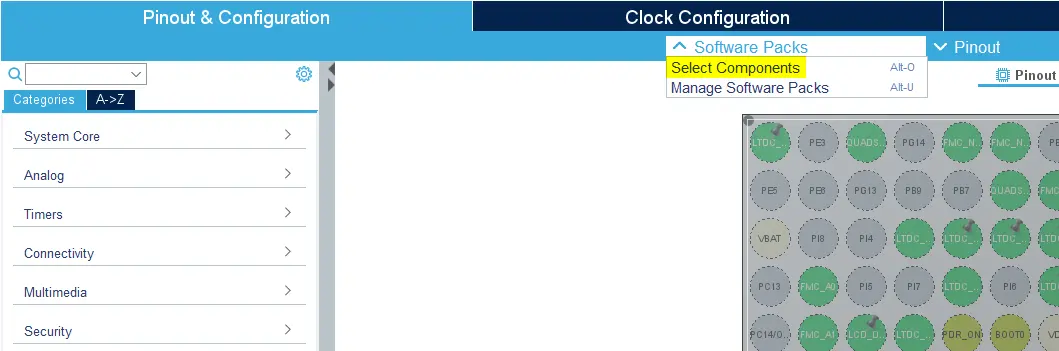 Pinout & Configuration
Clock Configuration
Software Packs
Pinout
Select Components Alt-O
Manage Software Packs Alt-U
Pinout
Categories
A->Z
System Core
Analog
Timers
Connectivity
Multimedia
Security
LTDC_... PE3 QUADS... PG14 FMC_N... FMC_N...
PE5 PE6 PG13 PB9 PB7 QUADS... FMC_...
VBAT PI8 PI4 LTDC_... LTDC_... LTDC_...
PC13 FMC_A0 PI5 PI7 LTDC_... PI6
PC14/O... FMC_A1 LCD_D... LTDC_... PDR_ON BOOT0